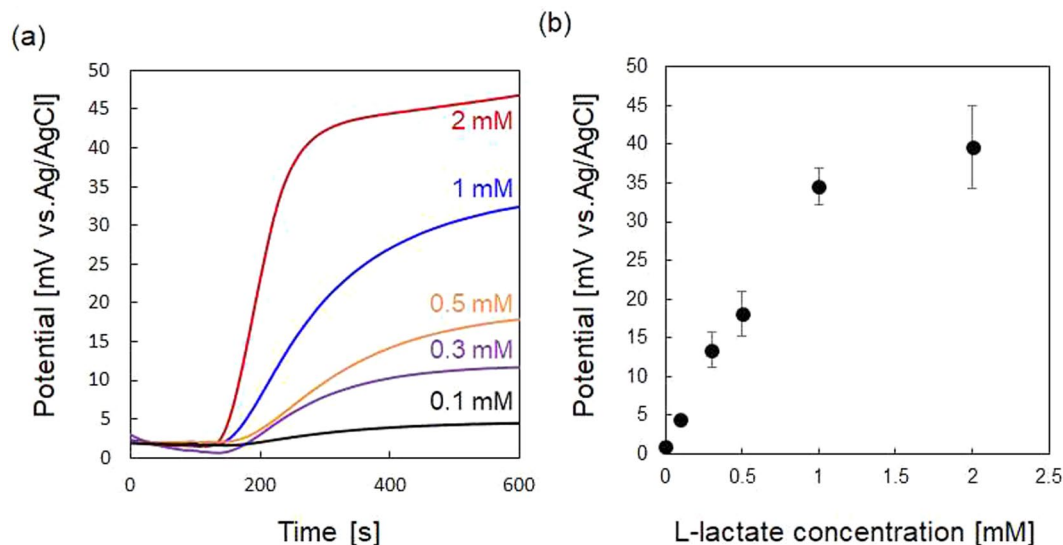 (a)
Potential [mV vs.Ag/AgCl]
50
45
40
35
30
25
20
15
10
5
0
2 mM
1 mM
0.5 mM
0.3 mM
0.1 mM
0 200 400 600
Time [s]
(b)
Potential [mV vs.Ag/AgCl]
50
45
40
35
30
25
20
15
10
5
0
0 0.5 1 1.5 2 2.5
L-lactate concentration [mM]